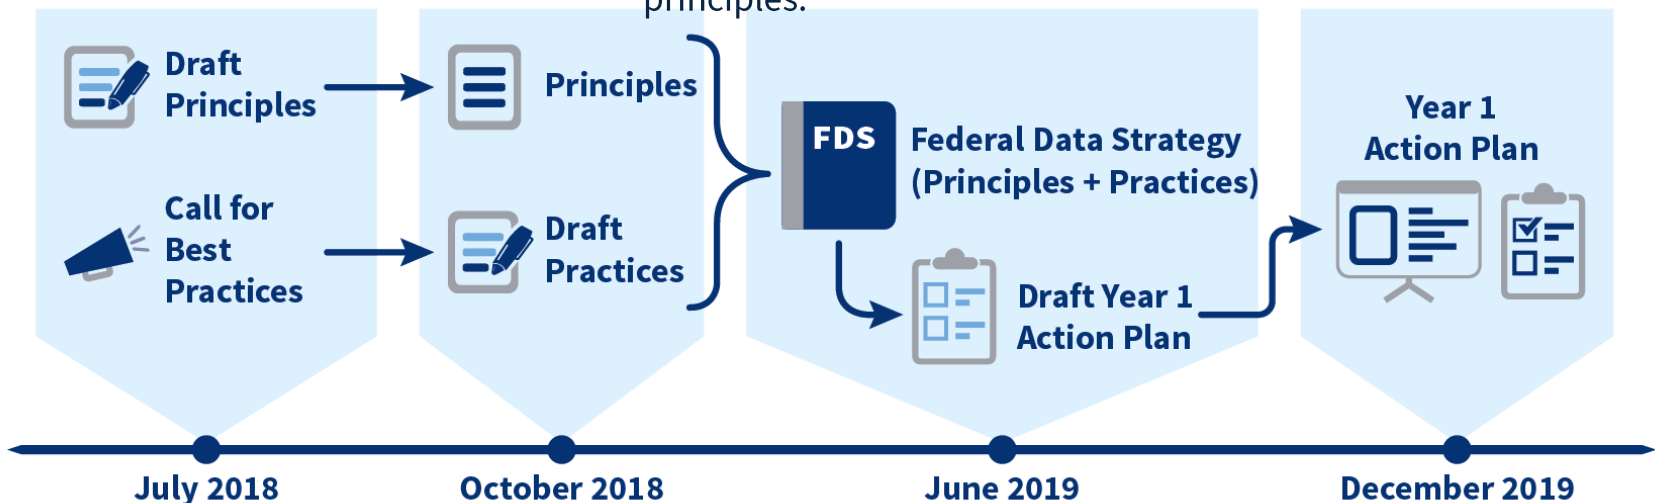 principles.
Draft
Principles
Call for
Best
Practices
Principles
Draft
Practices
FDS
Federal Data Strategy
(Principles + Practices)
Draft Year 1
Action Plan
Year 1
Action Plan
July 2018
October 2018
June 2019
December 2019